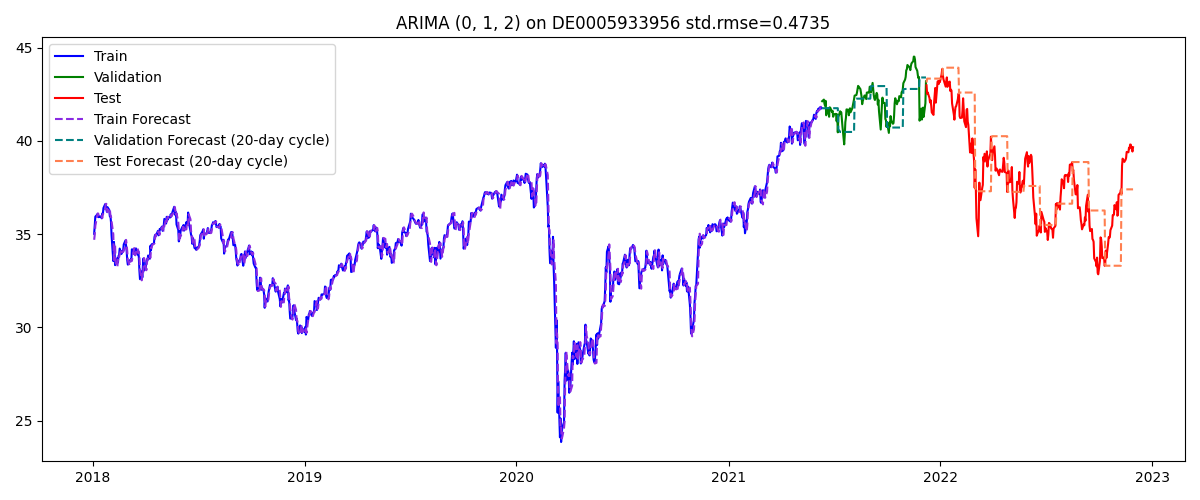 ARIMA (0, 1, 2) on DE0005933956 std.rmse=0.4735
Train
Validation
Test
Train Forecast
Validation Forecast (20-day cycle)
Test Forecast (20-day cycle)
45
40
35
30
25
2018 2019 2020 2021 2022 2023